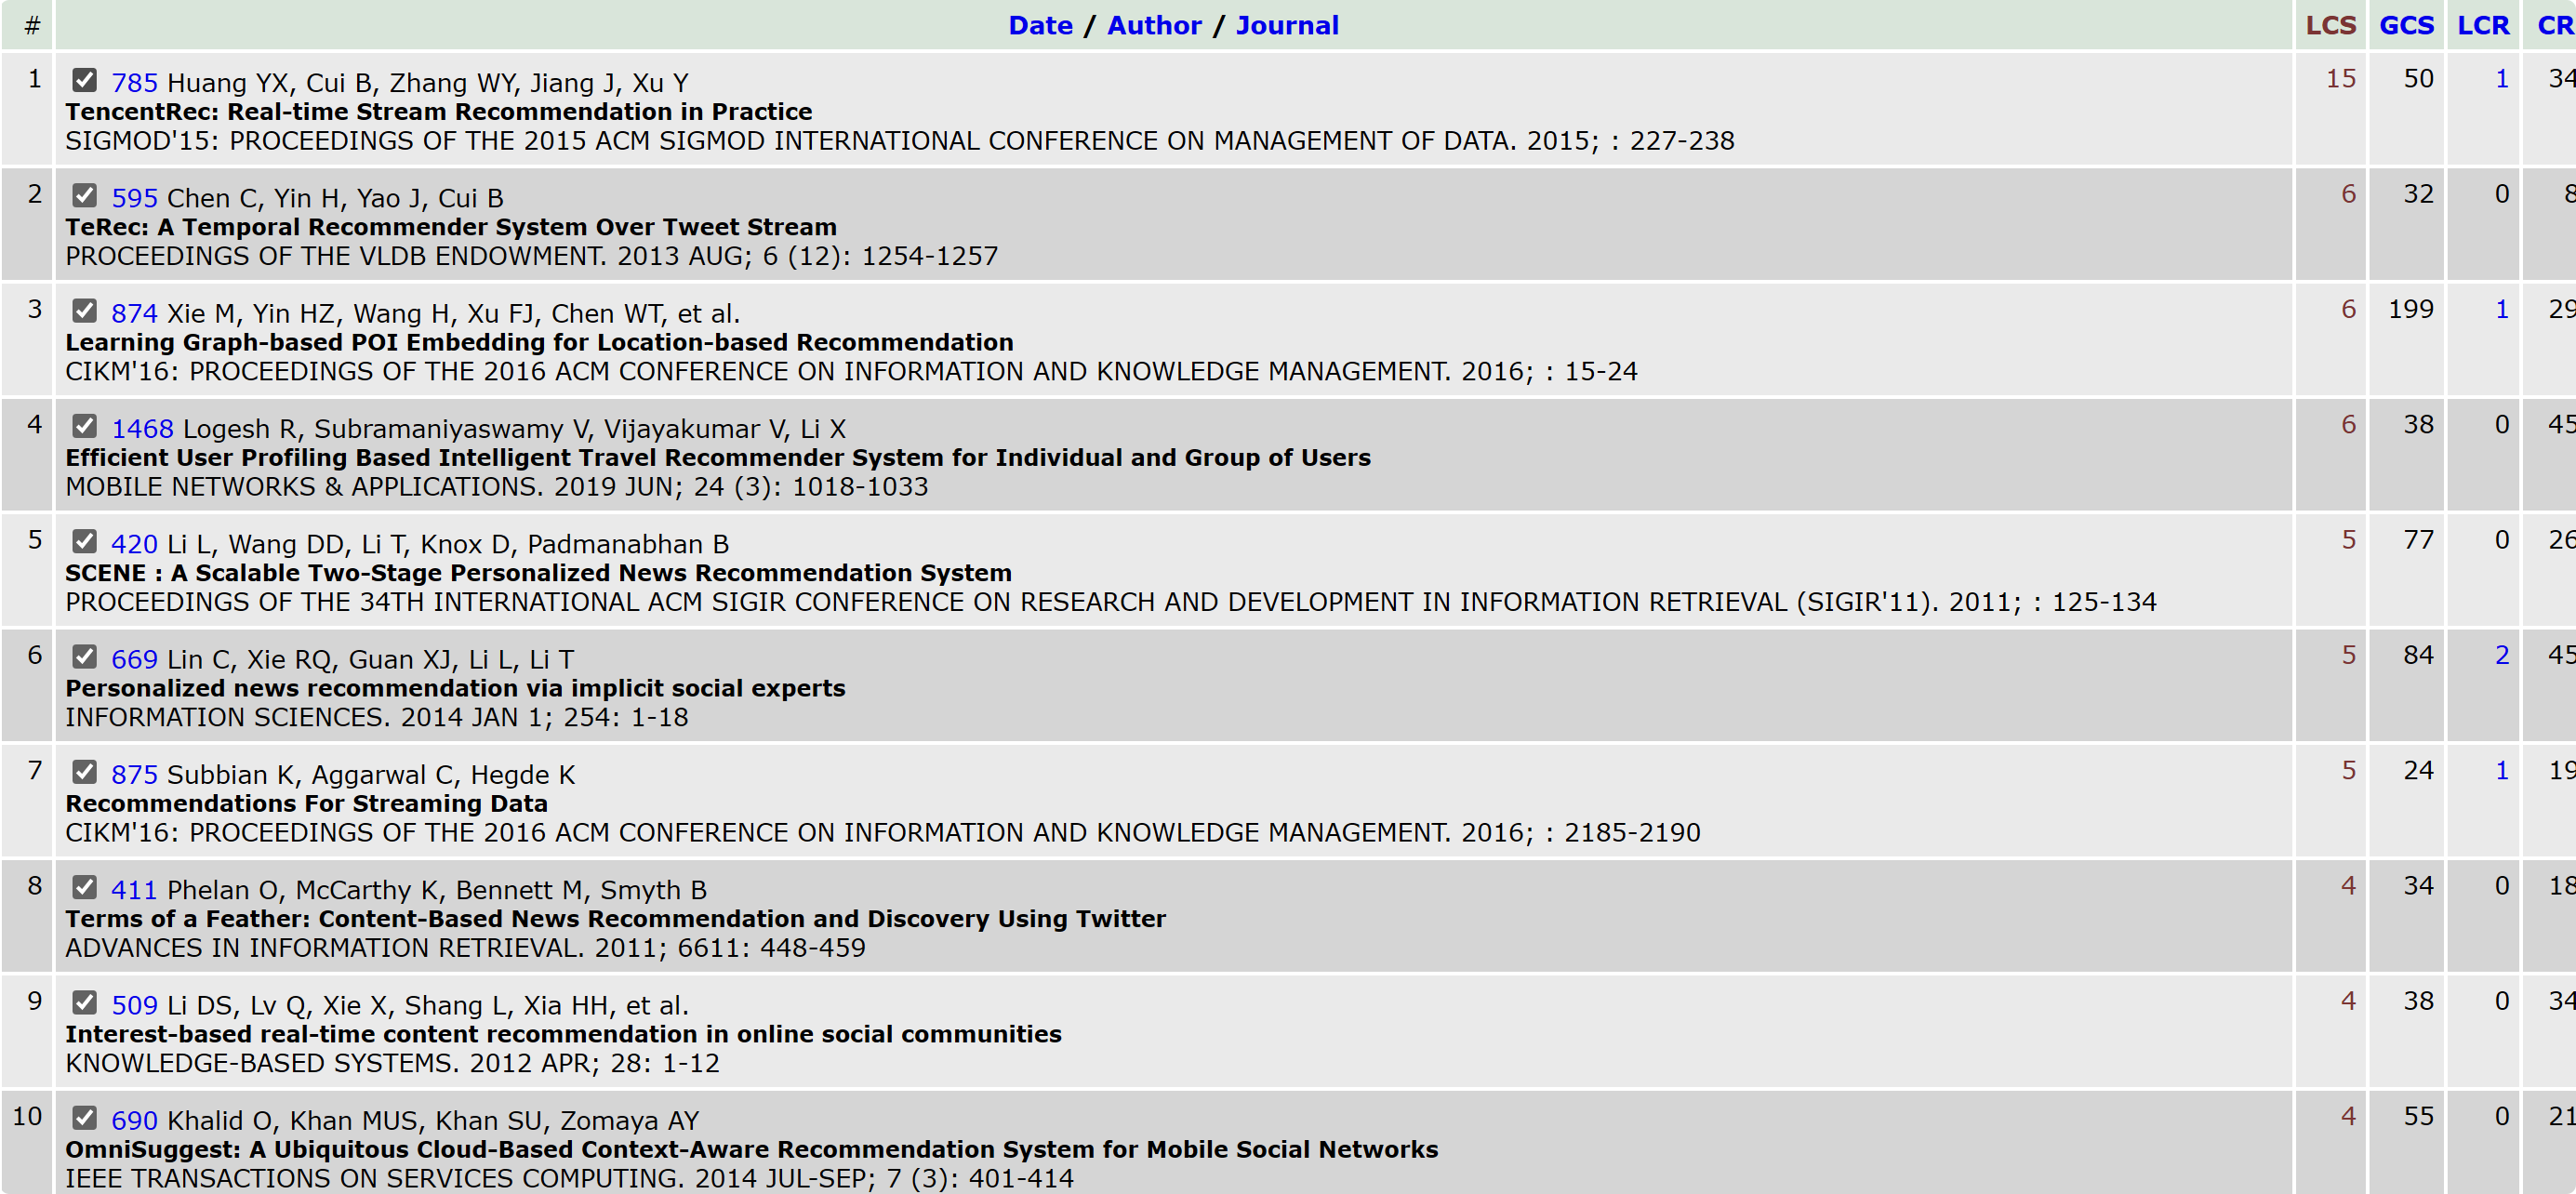 # Date / Author / Journal LCS GCS LCR CR
1 785 Huang YX, Cui B, Zhang WY, Jiang J, Xu Y 15 50 1 34
TencentRec: Real-time Stream Recommendation in Practice
SIGMOD'15: PROCEEDINGS OF THE 2015 ACM SIGMOD INTERNATIONAL CONFERENCE ON MANAGEMENT OF DATA. 2015; : 227-238
2 595 Chen C, Yin H, Yao J, Cui B 6 32 0 8
TeRec: A Temporal Recommender System Over Tweet Stream
PROCEEDINGS OF THE VLDB ENDOWMENT. 2013 AUG; 6 (12): 1254-1257
3 874 Xie M, Yin HZ, Wang H, Xu FJ, Chen WT, et al. 6 199 1 29
Learning Graph-based POI Embedding for Location-based Recommendation
CIKM'16: PROCEEDINGS OF THE 2016 ACM CONFERENCE ON INFORMATION AND KNOWLEDGE MANAGEMENT. 2016; : 15-24
4 1468 Logesh R, Subramaniyaswamy V, Vijayakumar V, Li X 6 38 0 45
Efficient User Profiling Based Intelligent Travel Recommender System for Individual and Group of Users
MOBILE NETWORKS & APPLICATIONS. 2019 JUN; 24 (3): 1018-1033
5 420 Li L, Wang DD, Li T, Knox D, Padmanabhan B 5 77 0 26
SCENE : A Scalable Two-Stage Personalized News Recommendation System
PROCEEDINGS OF THE 34TH INTERNATIONAL ACM SIGIR CONFERENCE ON RESEARCH AND DEVELOPMENT IN INFORMATION RETRIEVAL (SIGIR'11). 2011; : 125-134
6 669 Lin C, Xie RQ, Guan XJ, Li L, Li T 5 84 2 45
Personalized news recommendation via implicit social experts
INFORMATION SCIENCES. 2014 JAN 1; 254: 1-18
7 875 Subbian K, Aggarwal C, Hegde K 5 24 1 19
Recommendations For Streaming Data
CIKM'16: PROCEEDINGS OF THE 2016 ACM CONFERENCE ON INFORMATION AND KNOWLEDGE MANAGEMENT. 2016; : 2185-2190
8 411 Phelan O, McCarthy K, Bennett M, Smyth B 4 34 0 18
Terms of a Feather: Content-Based News Recommendation and Discovery Using Twitter
ADVANCES IN INFORMATION RETRIEVAL. 2011; 6611: 448-459
9 509 Li DS, Lv Q, Xie X, Shang L, Xia HH, et al. 4 38 0 34
Interest-based real-time content recommendation in online social communities
KNOWLEDGE-BASED SYSTEMS. 2012 APR; 28: 1-12
10 690 Khalid O, Khan MUS, Khan SU, Zomaya AY 4 55 0 21
OmniSuggest: A Ubiquitous Cloud-Based Context-Aware Recommendation System for Mobile Social Networks
IEEE TRANSACTIONS ON SERVICES COMPUTING. 2014 JUL-SEP; 7 (3): 401-414